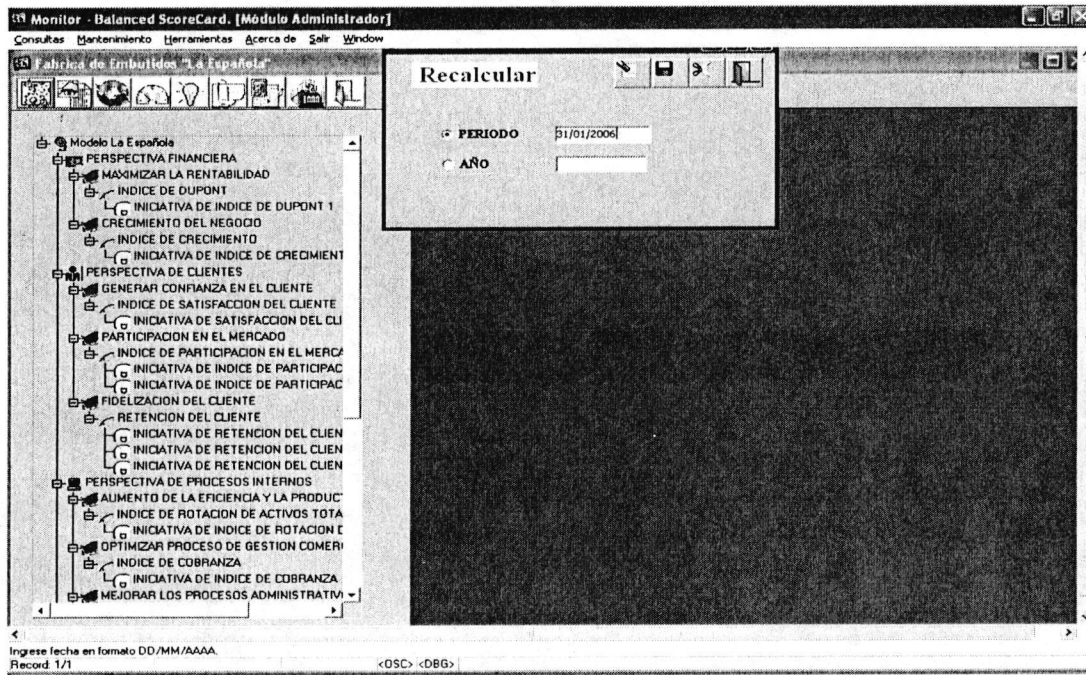 Monitor - Balanced ScoreCard. [Módulo Administrador]
Consultas Mantenimiento Herramientas Acerca de Salir Window
Fabrica de Embutidos "La Española"
Recalcular
PERIODO 31/01/2006
AÑO
Modelo La Española
PERSPECTIVA FINANCIERA
MAXIMIZAR LA RENTABILIDAD
INDICE DE DUPONT
INICIATIVA DE INDICE DE DUPONT 1
CRECIMIENTO DEL NEGOCIO
INDICE DE CRECIMIENTO
INICIATIVA DE INDICE DE CRECIMIENT
PERSPECTIVA DE CLIENTES
GENERAR CONFIANZA EN EL CLIENTE
INDICE DE SATISFACCION DEL CLIENTE
INICIATIVA DE SATISFACCION DEL CLI
PARTICIPACION EN EL MERCADO
INDICE DE PARTICIPACION EN EL MERCA
INICIATIVA DE INDICE DE PARTICIPAC
INICIATIVA DE INDICE DE PARTICIPAC
FIDELIZACION DEL CLIENTE
RETENCION DEL CLIENTE
INICIATIVA DE RETENCION DEL CLIEN
INICIATIVA DE RETENCION DEL CLIEN
INICIATIVA DE RETENCION DEL CLIEN
PERSPECTIVA DE PROCESOS INTERNOS
AUMENTO DE LA EFICIENCIA Y LA PRODUCT
INDICE DE ROTACION DE ACTIVOS TOTA
INICIATIVA DE INDICE DE ROTACION D
OPTIMIZAR PROCESO DE GESTION COMERI
INDICE DE COBRANZA
INICIATIVA DE INDICE DE COBRANZA
MEJORAR LOS PROCESOS ADMINISTRATIV
Ingrese fecha en formato DD/MM/AAAA.
Record: 1/1 <OSC> <DBG>